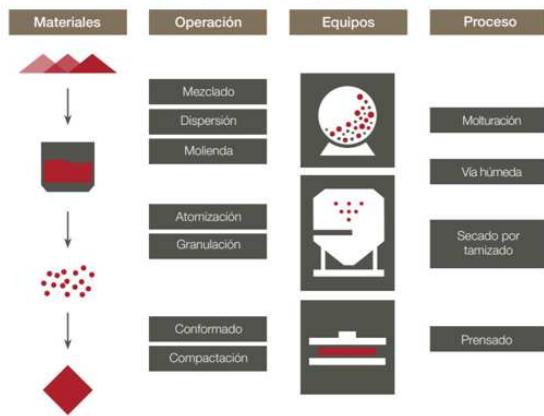 Materiales
Operación
Equipos
Proceso
Mezclado
Dispersión
Molienda
Molturación
Vía húmeda
Atomización
Granulación
Secado por
tamizado
Conformado
Compactación
Prensado